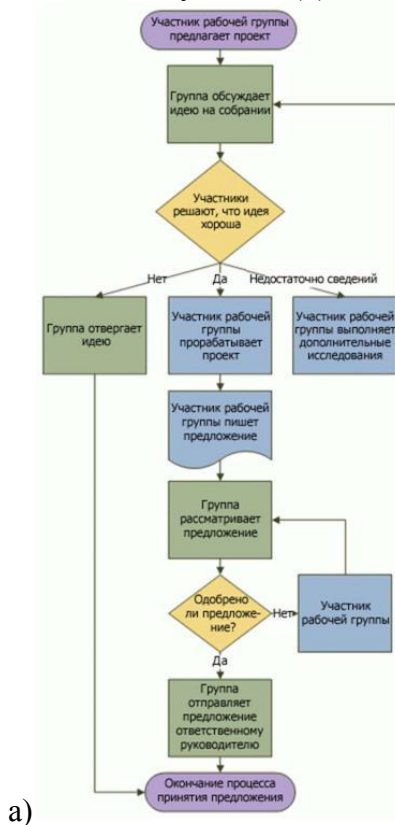 Участник рабочей группы
предлагает проект
Группа обсуждает
идею на собрании
Участники
решают, что идея
хороша
Нет
Да
Недостаточно сведений
Группа отвергает
идею
Участник рабочей
группы
прорабатывает
проект
Участник рабочей
группы выполняет
дополнительные
исследования
Участник рабочей
группы пишет
предложение
Группа
рассматривает
предложение
Одобрено
ли предложе-
ние?
Нет
Участник
рабочей группы
Да
Группа
отправляет
предложение
ответственному
руководителю
Окончание процесса
принятия предложения
а)